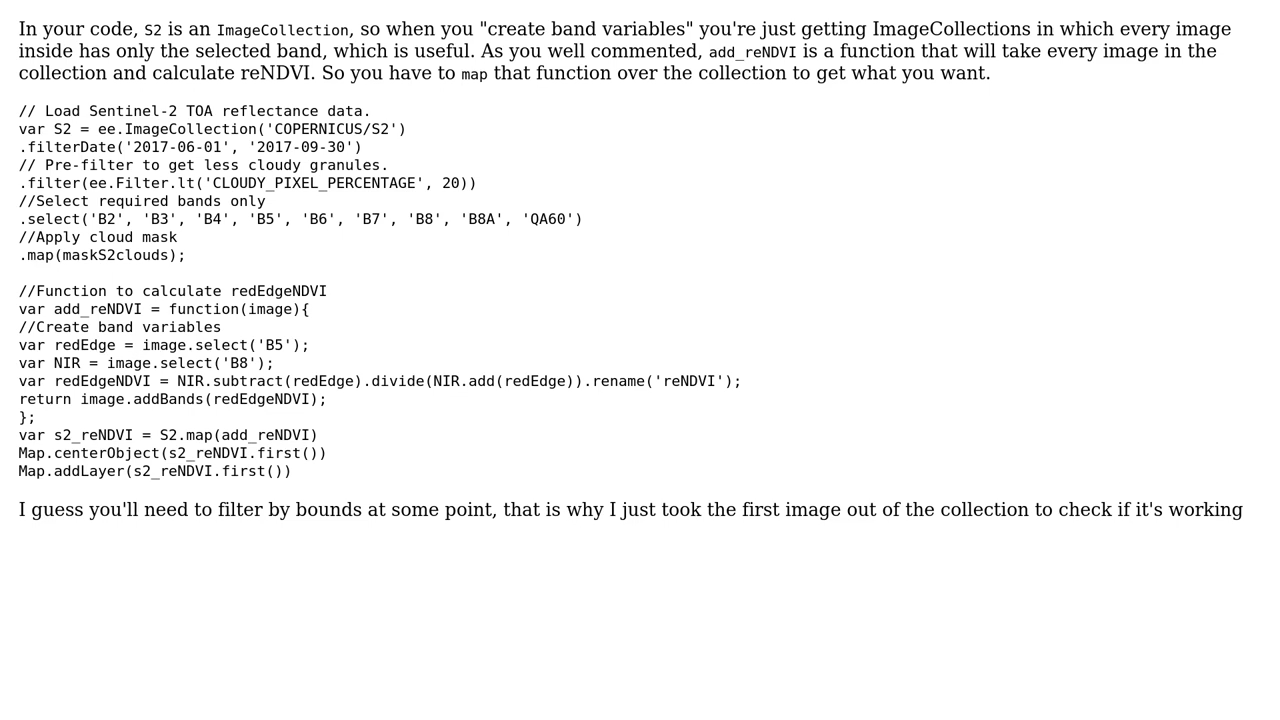 In your code, S2 is an ImageCollection, so when you "create band variables" you're just getting ImageCollections in which every image
inside has only the selected band, which is useful. As you well commented, add_reNDVI is a function that will take every image in the
collection and calculate reNDVI. So you have to map that function over the collection to get what you want.
// Load Sentinel-2 TOA reflectance data.
var S2 = ee.ImageCollection('COPERNICUS/S2')
.filterDate('2017-06-01', '2017-09-30')
// Pre-filter to get less cloudy granules.
.filter(ee.Filter.lt('CLOUDY_PIXEL_PERCENTAGE', 20))
//Select required bands only
.select('B2', 'B3', 'B4', 'B5', 'B6', 'B7', 'B8', 'B8A', 'QA60')
//Apply cloud mask
.map(maskS2clouds);
//Function to calculate redEdgeNDVI
var add_reNDVI = function(image){
//Create band variables
var redEdge = image.select('B5');
var NIR = image.select('B8');
var redEdgeNDVI = NIR.subtract(redEdge).divide(NIR.add(redEdge)).rename('reNDVI');
return image.addBands(redEdgeNDVI);
};
var s2_reNDVI = S2.map(add_reNDVI)
Map.centerObject(s2_reNDVI.first())
Map.addLayer(s2_reNDVI.first())
I guess you'll need to filter by bounds at some point, that is why I just took the first image out of the collection to check if it's working